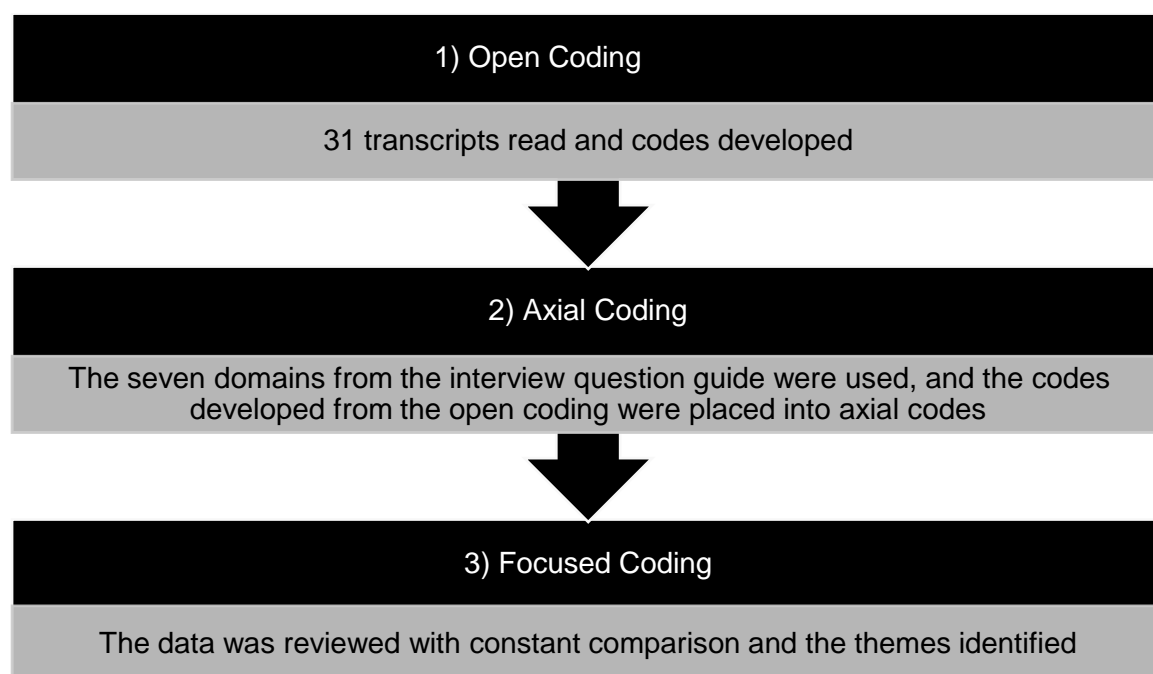 1) Open Coding
31 transcripts read and codes developed
2) Axial Coding
The seven domains from the interview question guide were used, and the codes
developed from the open coding were placed into axial codes
3) Focused Coding
The data was reviewed with constant comparison and the themes identified